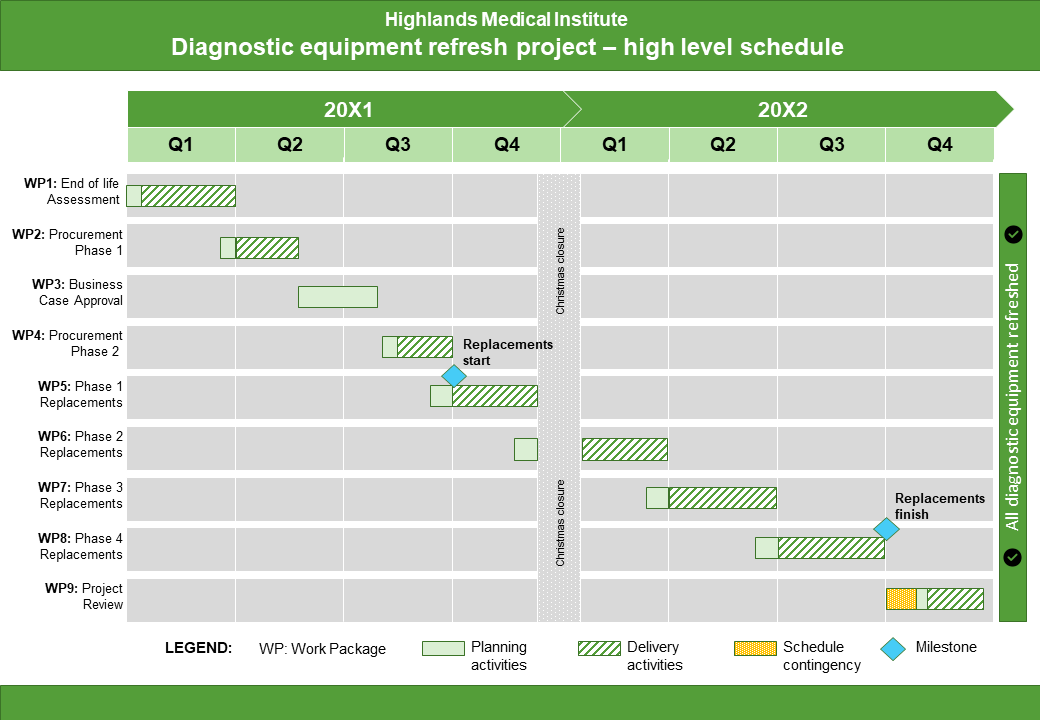 Highlands Medical Institute
Diagnostic equipment refresh project – high level schedule
20X1
20X2
Q1
Q2
Q3
Q4
Q1
Q2
Q3
Q4
WP1: End of life
Assessment
WP2: Procurement
Phase 1
WP3: Business
Case Approval
WP4: Procurement
Phase 2
WP5: Phase 1
Replacements
WP6: Phase 2
Replacements
WP7: Phase 3
Replacements
WP8: Phase 4
Replacements
WP9: Project
Review
Christmas closure
Christmas closure
Replacements
start
Replacements
finish
All diagnostic equipment refreshed
LEGEND:
WP: Work Package
Planning
activities
Delivery
activities
Schedule
contingency
Milestone